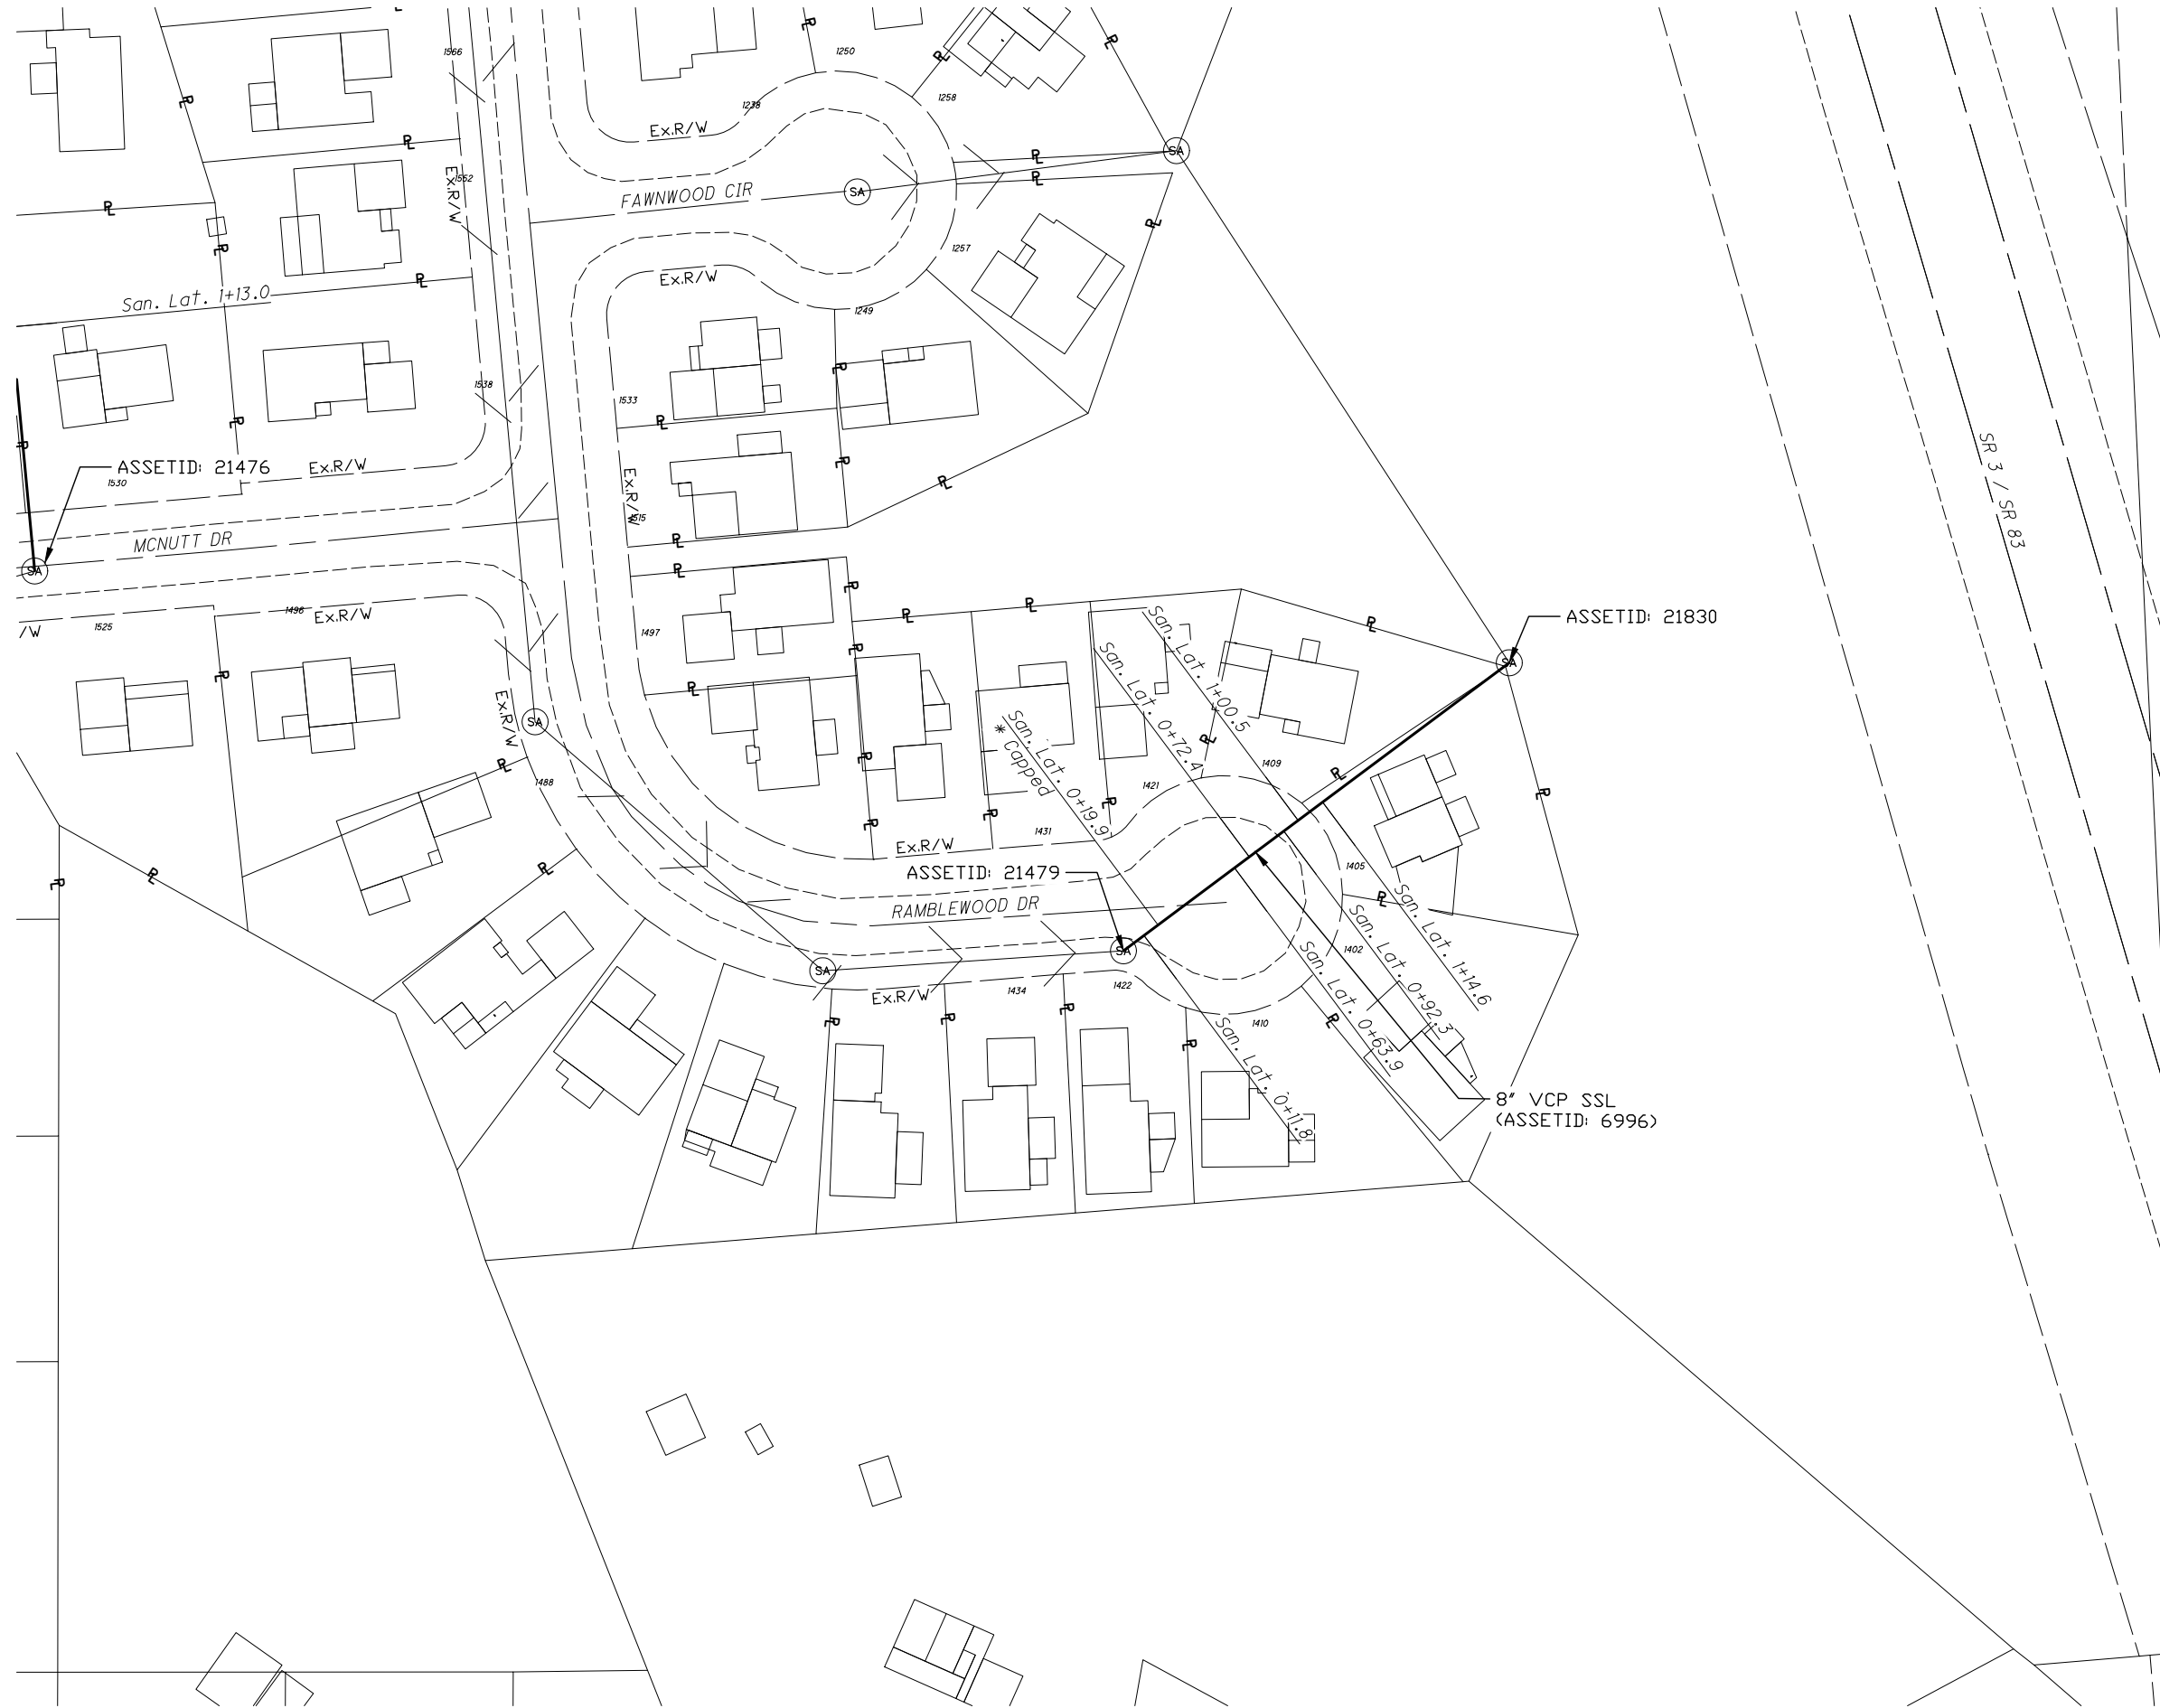 1566
1250
1238
1258
Ex.R/W
Ex.R/W
1552
FAWNWOOD CIR
SA
SA
1257
Ex.R/W
1249
San. Lat. 1+13.0
1538
1533
ASSETID: 21476
1530
Ex.R/W
Ex.R/W
1515
MCNUTT DR
SA
SR 3 / SR 83
1496
Ex.R/W
/W
1525
1497
ASSETID: 21830
SA
San. Lat. 1+00.5
San. Lat. 0+72.4
San. Lat. 0+19.9
* Capped
Ex.R/W
SA
1488
1409
1421
1431
Ex.R/W
ASSETID: 21479
1405
RAMBLEWOOD DR
San. Lat. 1+14.6
San. Lat. 0+92.3
1402
San. Lat. 0+63.9
SA
SA
Ex.R/W
1434
1422
1410
San. Lat. 0+11.8
8" VCP SSL
(ASSETID: 6996)